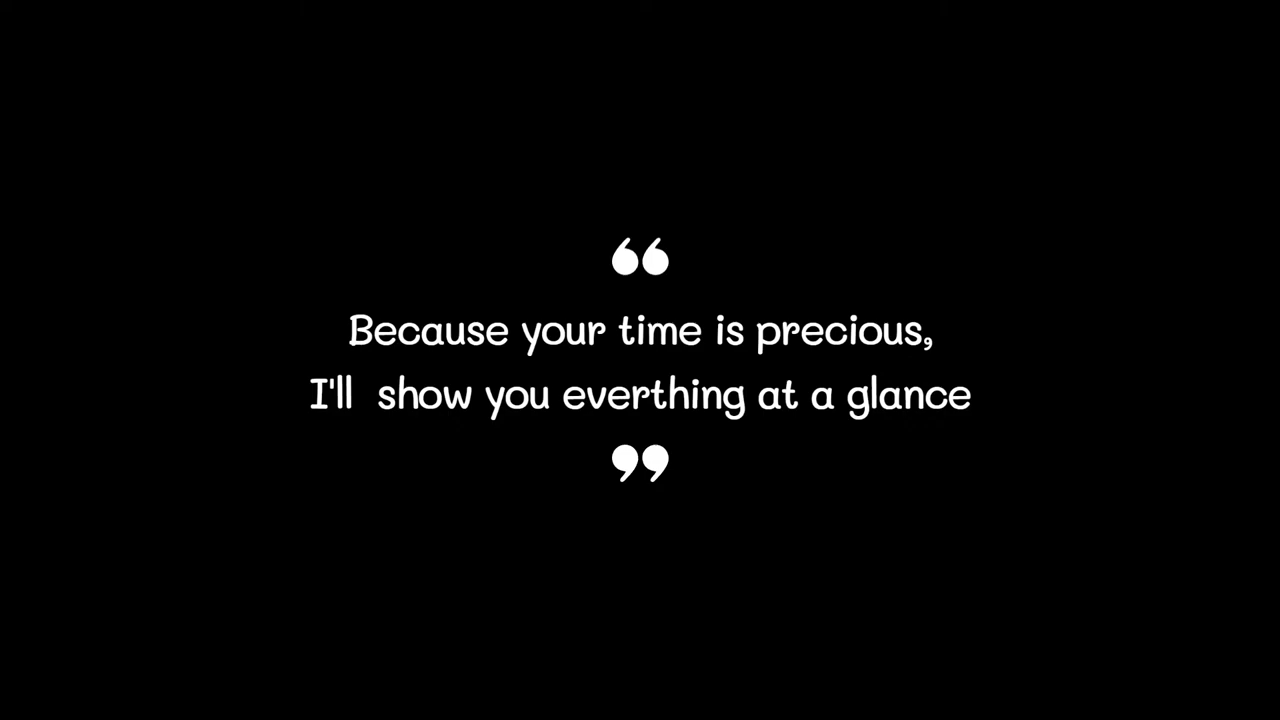 “
Because your time is precious,
I'll  show you everthing at a glance
”